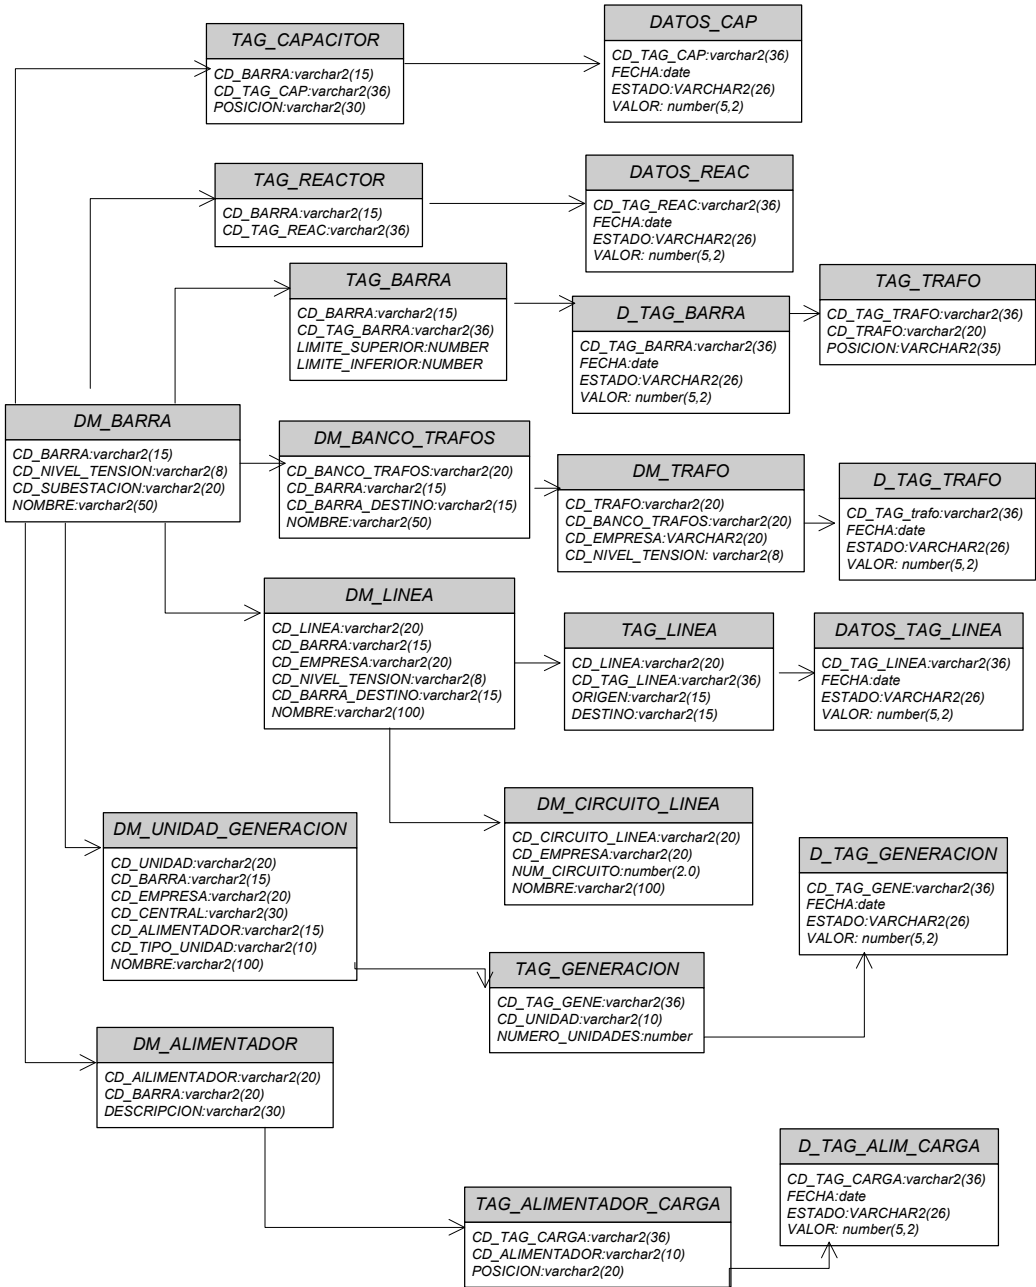 TAG_CAPACITOR
CD_BARRA:varchar2(15)
CD_TAG_CAP:varchar2(36)
POSICION:varchar2(30)
DATOS_CAP
CD_TAG_CAP:varchar2(36)
FECHA:date
ESTADO:VARCHAR2(26)
VALOR: number(5,2)
TAG_REACTOR
CD_BARRA:varchar2(15)
CD_TAG_REAC:varchar2(36)
DATOS_REAC
CD_TAG_REAC:varchar2(36)
FECHA:date
ESTADO:VARCHAR2(26)
VALOR: number(5,2)
TAG_BARRA
CD_BARRA:varchar2(15)
CD_TAG_BARRA:varchar2(36)
LIMITE_SUPERIOR:NUMBER
LIMITE_INFERIOR:NUMBER
D_TAG_BARRA
CD_TAG_BARRA:varchar2(36)
FECHA:date
ESTADO:VARCHAR2(26)
VALOR: number(5,2)
TAG_TRAFO
CD_TAG_TRAFO:varchar2(36)
CD_TRAFO:varchar2(20)
POSICION:VARCHAR2(35)
DM_BARRA
CD_BARRA:varchar2(15)
CD_NIVEL_TENSION:varchar2(8)
CD_SUBESTACION:varchar2(20)
NOMBRE:varchar2(50)
DM_BANCO_TRAFOS
CD_BANCO_TRAFOS:varchar2(20)
CD_BARRA:varchar2(15)
CD_BARRA_DESTINO:varchar2(15)
NOMBRE:varchar2(50)
DM_TRAFO
CD_TRAFO:varchar2(20)
CD_BANCO_TRAFOS:varchar2(20)
CD_EMPRESA:VARCHAR2(20)
CD_NIVEL_TENSION: varchar2(8)
D_TAG_TRAFO
CD_TAG_trafo:varchar2(36)
FECHA:date
ESTADO:VARCHAR2(26)
VALOR: number(5,2)
DM_LINEA
CD_LINEA:varchar2(20)
CD_BARRA:varchar2(15)
CD_EMPRESA:varchar2(20)
CD_NIVEL_TENSION:varchar2(8)
CD_BARRA_DESTINO:varchar2(15)
NOMBRE:varchar2(100)
TAG_LINEA
CD_LINEA:varchar2(20)
CD_TAG_LINEA:varchar2(36)
ORIGEN:varchar2(15)
DESTINO:varchar2(15)
DATOS_TAG_LINEA
CD_TAG_LINEA:varchar2(36)
FECHA:date
ESTADO:VARCHAR2(26)
VALOR: number(5,2)
DM_CIRCUITO_LINEA
CD_CIRCUITO_LINEA:varchar2(20)
CD_EMPRESA:varchar2(20)
NUM_CIRCUITO:number(2.0)
NOMBRE:varchar2(100)
DM_UNIDAD_GENERACION
CD_UNIDAD:varchar2(20)
CD_BARRA:varchar2(15)
CD_EMPRESA:varchar2(20)
CD_CENTRAL:varchar2(30)
CD_ALIMENTADOR:varchar2(15)
CD_TIPO_UNIDAD:varchar2(10)
NOMBRE:varchar2(100)
D_TAG_GENERACION
CD_TAG_GENE:varchar2(36)
FECHA:date
ESTADO:VARCHAR2(26)
VALOR: number(5,2)
TAG_GENERACION
CD_TAG_GENE:varchar2(36)
CD_UNIDAD:varchar2(10)
NUMERO_UNIDADES:number
DM_ALIMENTADOR
CD_AILIMENTADOR:varchar2(20)
CD_BARRA:varchar2(20)
DESCRIPCION:varchar2(30)
D_TAG_ALIM_CARGA
CD_TAG_CARGA:varchar2(36)
FECHA:date
ESTADO:VARCHAR2(26)
VALOR: number(5,2)
TAG_ALIMENTADOR_CARGA
CD_TAG_CARGA:varchar2(36)
CD_ALIMENTADOR:varchar2(10)
POSICION:varchar2(20)